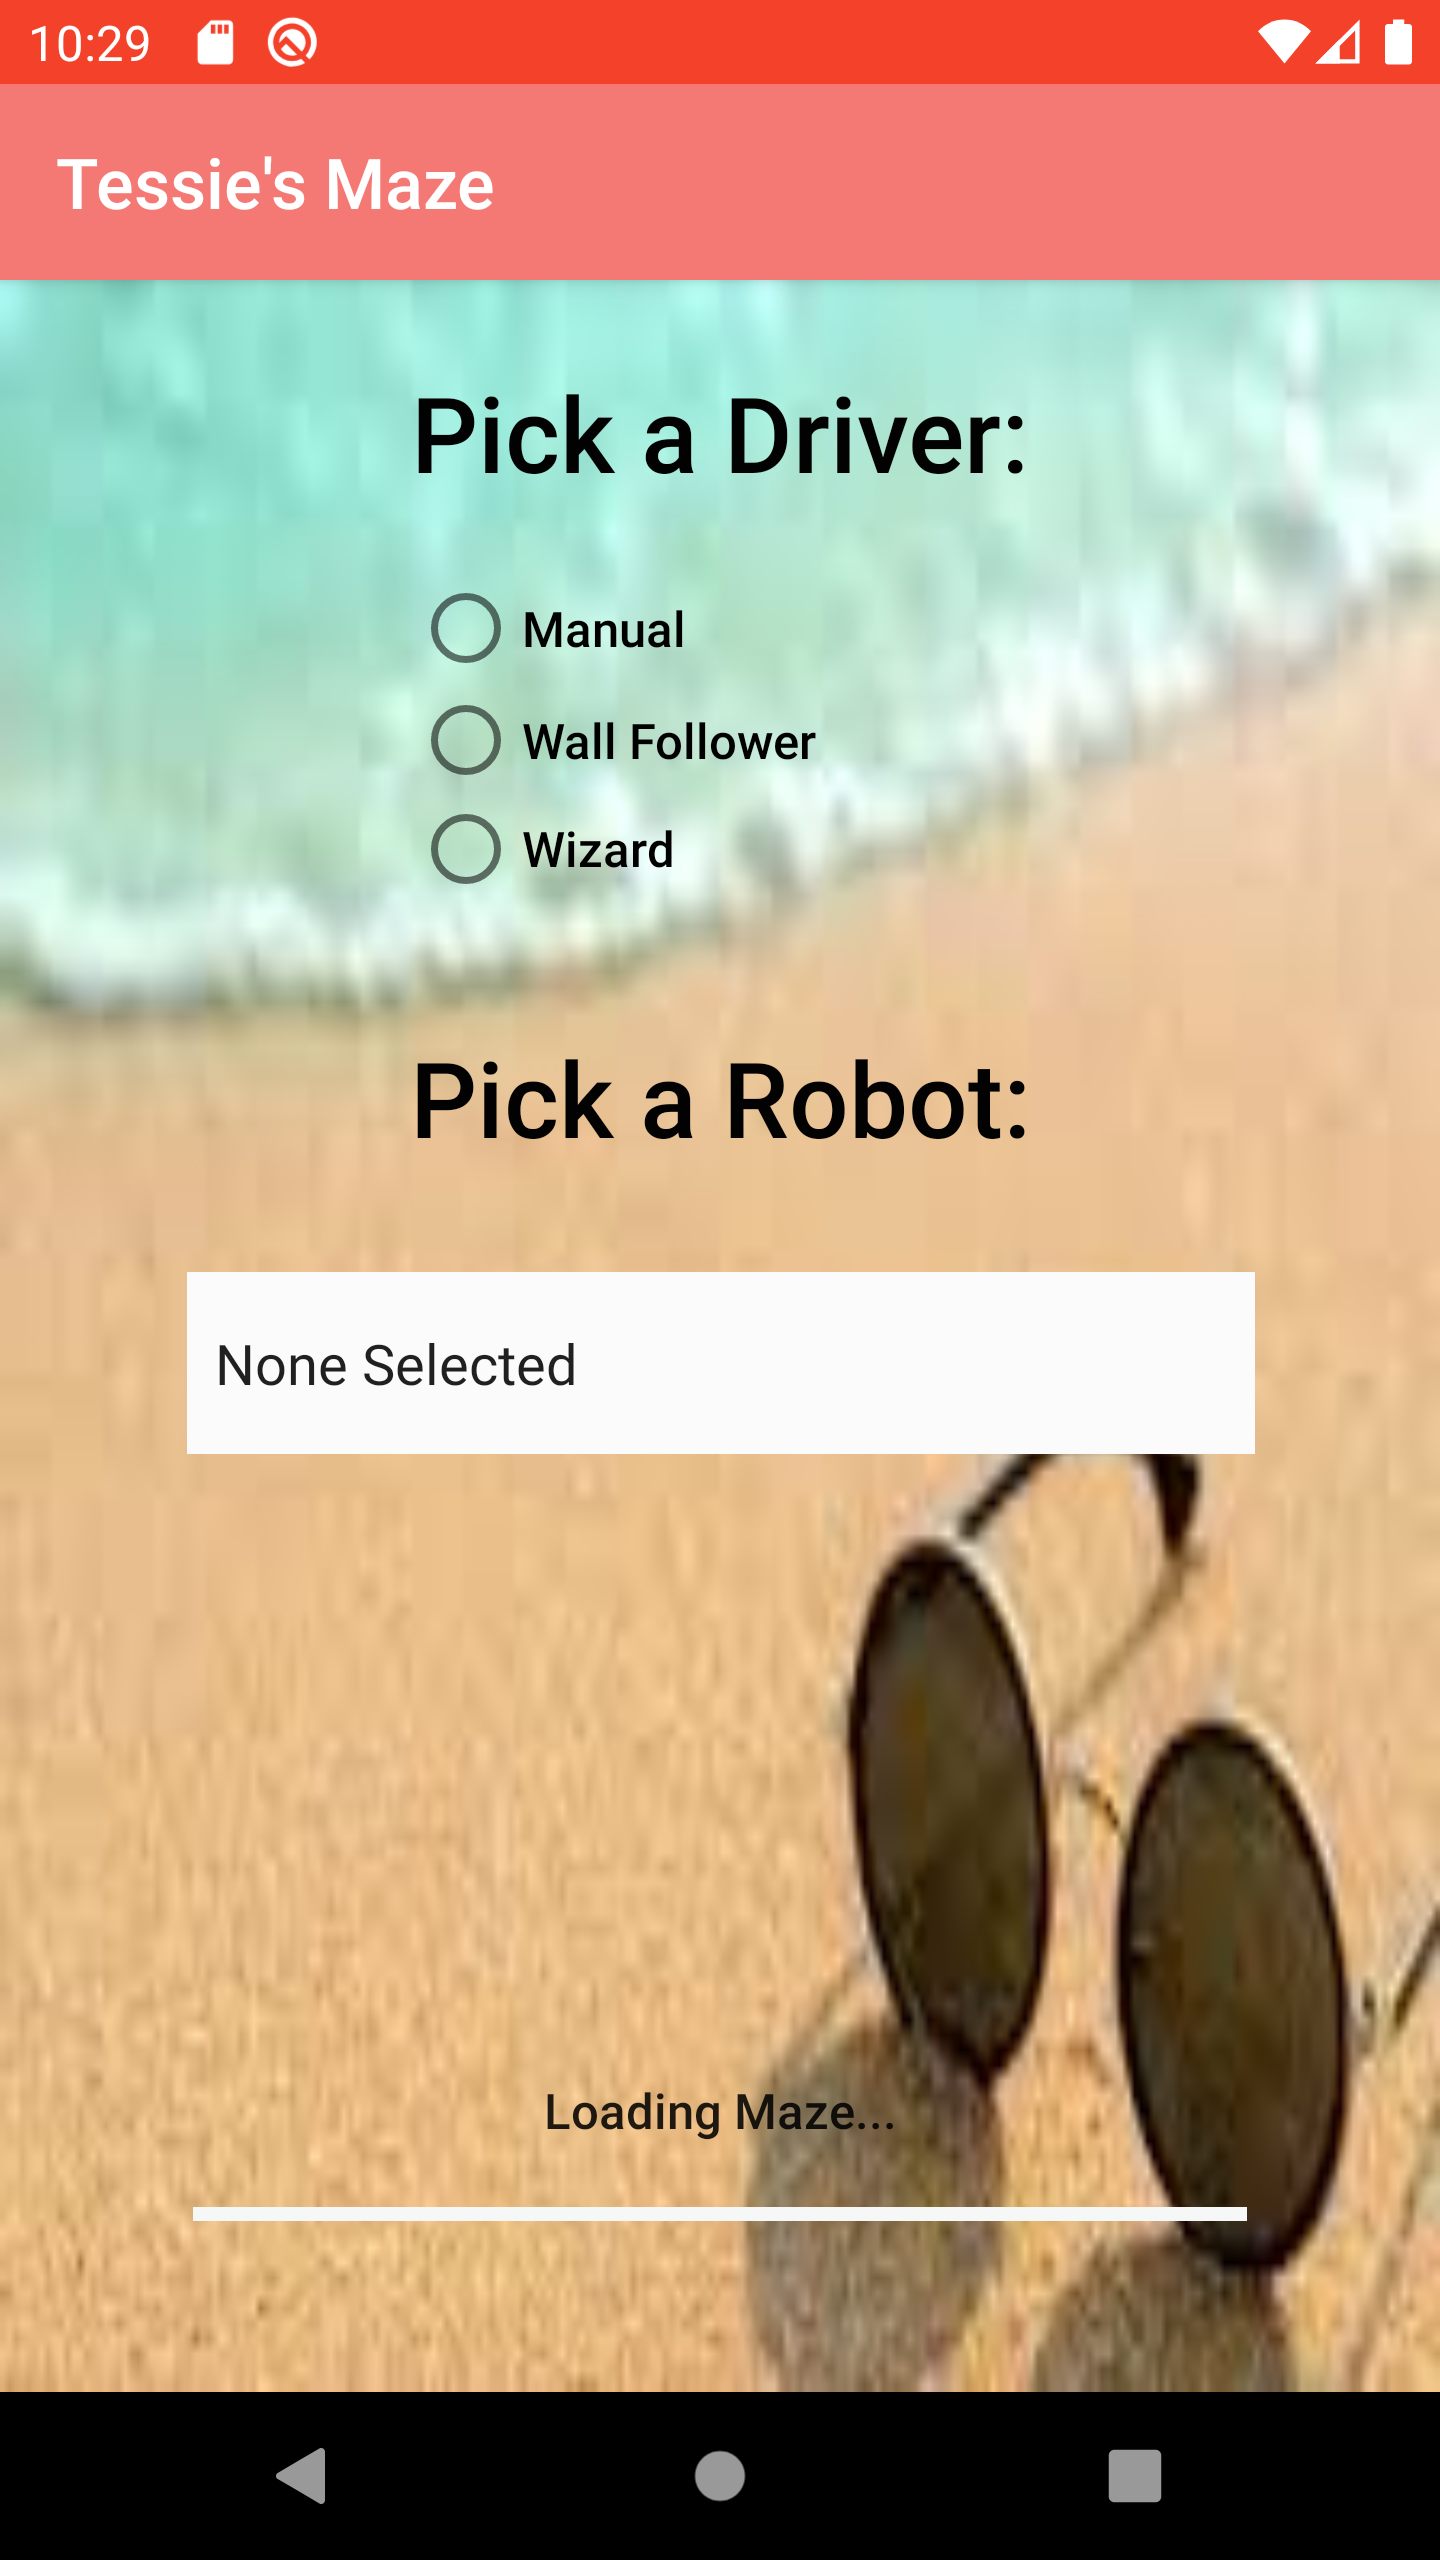 10:29
Tessie's Maze
Pick a Driver:
Manual
Wall Follower
Wizard
Pick a Robot:
None Selected
Loading Maze...